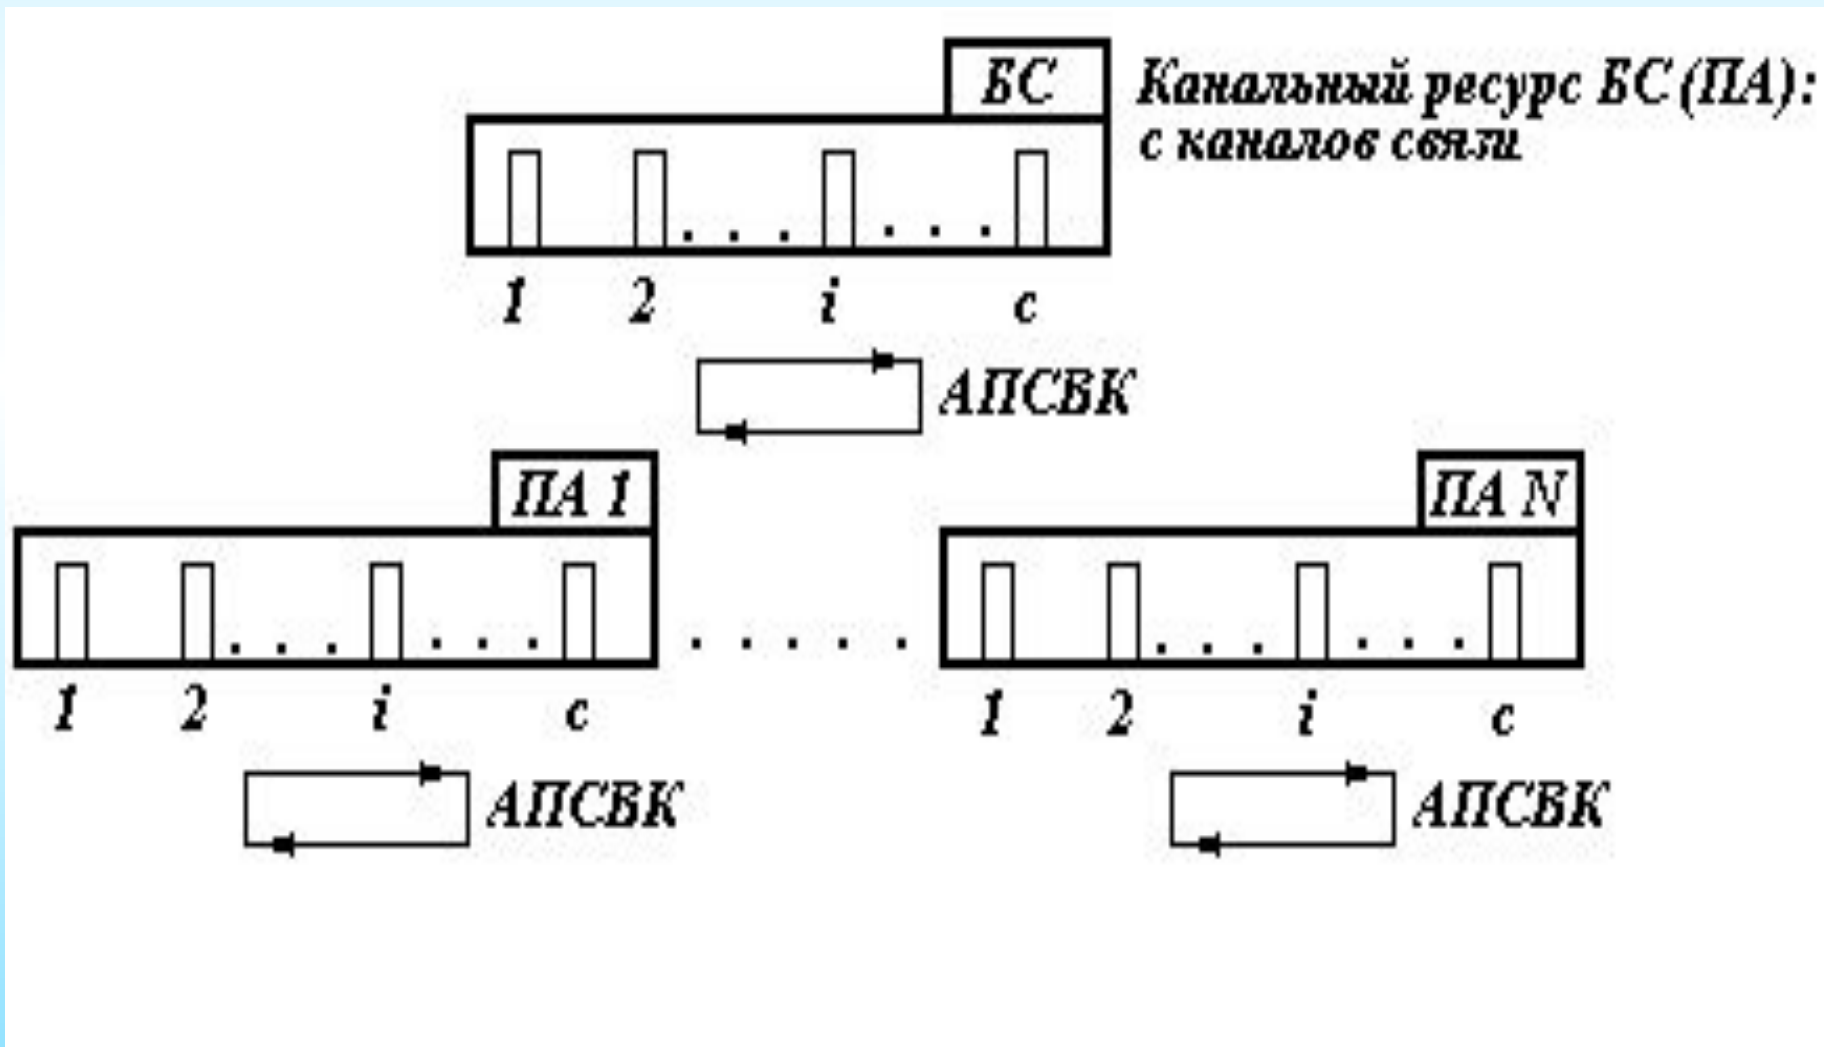 БС
Канальный ресурс БС (ПА):
с каналов связи
. . . . . .
1 2 i c
АПСВК
ПА 1
ПА N
. . . . . . . . . . . . . . . . .
1 2 i c 1 2 i c
АПСВК АПСВК